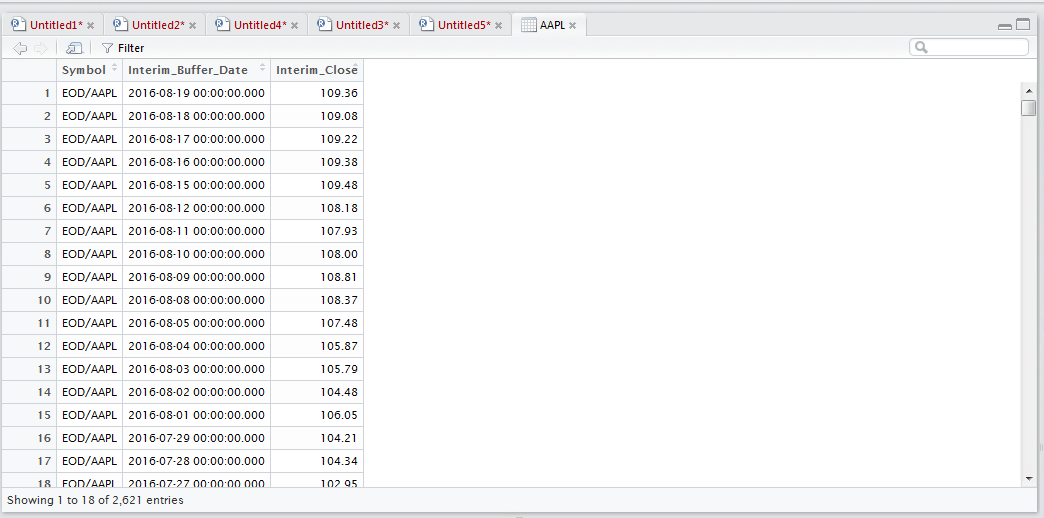 Untitled1* Untitled2* Untitled4* Untitled3* Untitled5* AAPL
Filter
Symbol Interim_Buffer_Date Interim_Close
1 EOD/AAPL 2016-08-19 00:00:00.000 109.36
2 EOD/AAPL 2016-08-18 00:00:00.000 109.08
3 EOD/AAPL 2016-08-17 00:00:00.000 109.22
4 EOD/AAPL 2016-08-16 00:00:00.000 109.38
5 EOD/AAPL 2016-08-15 00:00:00.000 109.48
6 EOD/AAPL 2016-08-12 00:00:00.000 108.18
7 EOD/AAPL 2016-08-11 00:00:00.000 107.93
8 EOD/AAPL 2016-08-10 00:00:00.000 108.00
9 EOD/AAPL 2016-08-09 00:00:00.000 108.81
10 EOD/AAPL 2016-08-08 00:00:00.000 108.37
11 EOD/AAPL 2016-08-05 00:00:00.000 107.48
12 EOD/AAPL 2016-08-04 00:00:00.000 105.87
13 EOD/AAPL 2016-08-03 00:00:00.000 105.79
14 EOD/AAPL 2016-08-02 00:00:00.000 104.48
15 EOD/AAPL 2016-08-01 00:00:00.000 106.05
16 EOD/AAPL 2016-07-29 00:00:00.000 104.21
17 EOD/AAPL 2016-07-28 00:00:00.000 104.34
18 EOD/AAPL 2016-07-27 00:00:00.000 102.95
Showing 1 to 18 of 2,621 entries